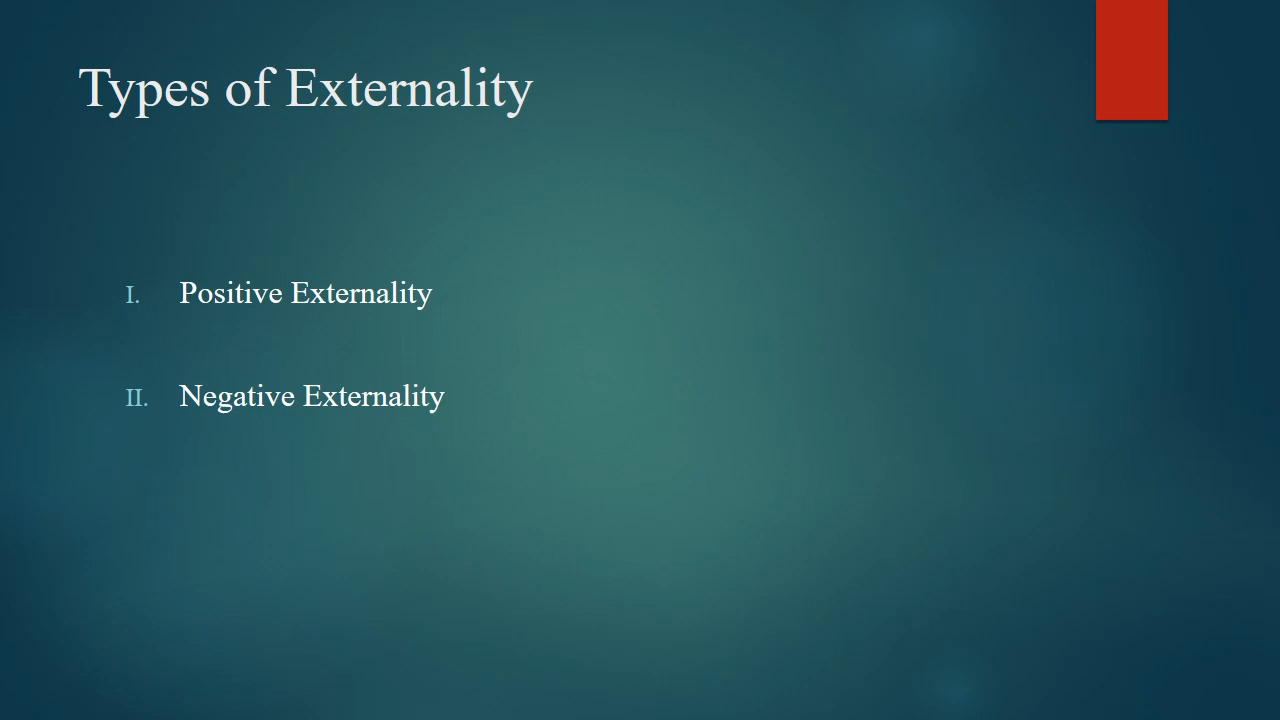 Types of Externality
I. Positive Externality
II. Negative Externality